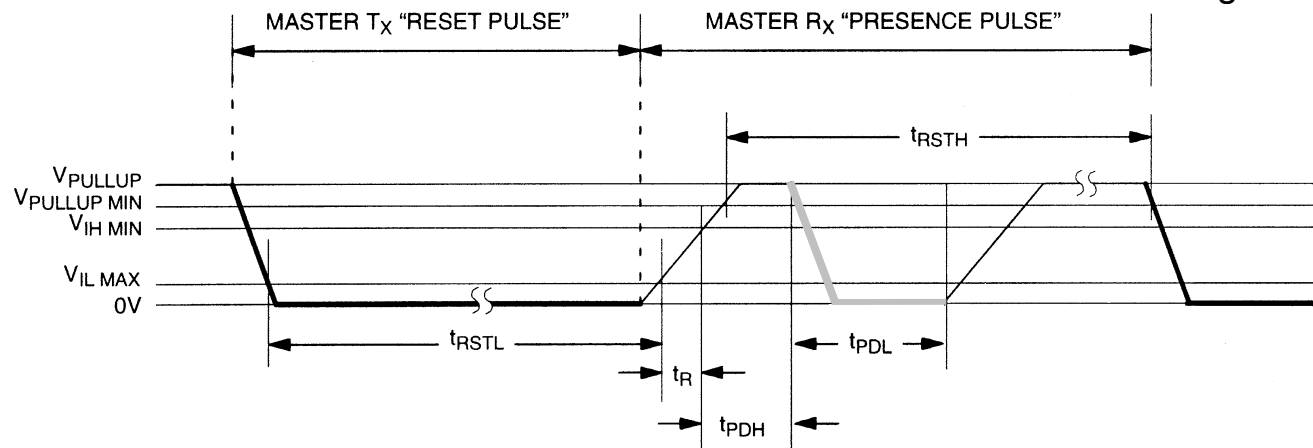 MASTER TX “RESET PULSE”
MASTER RX “PRESENCE PULSE”
tRSTH
VPULLUP
VPULLUP MIN
VIH MIN
VIL MAX
0V
tRSTL
tPDL
tR
tPDH